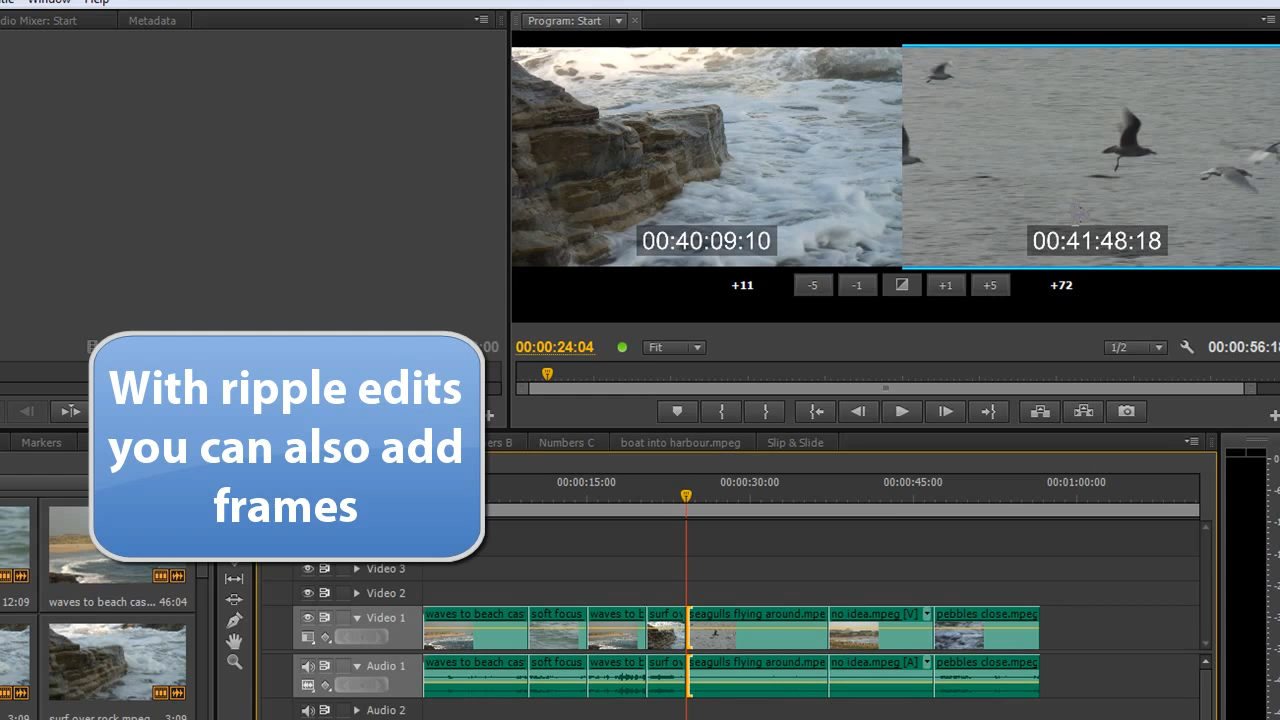 Window Help
dio Mixer: Start
Metadata
Program: Start
00:40:09:10
00:41:48:18
+11
-5
-1
+1
+5
+72
00:00:24:04
Fit
1/2
00:00:56:18
:00
With ripple edits
you can also add
frames
Markers
ers B
Numbers C
boat into harbour.mpeg
Slip & Slide
00:00:15:00
00:00:30:00
00:00:45:00
00:01:00:00
12:09
waves to beach cas... 46:04
3:09
surf over rock.mpeg
3:09
Video 3
Video 2
Video 1
waves to beach cas
soft focus
waves to b
surf ov
seagulls flying around.mpe
no idea.mpeg [V]
pebbles close.mpeg
Audio 1
waves to beach cas
soft focus
waves to b
surf ov
seagulls flying around.mpe
no idea.mpeg [A]
pebbles close.mpeg
Audio 2